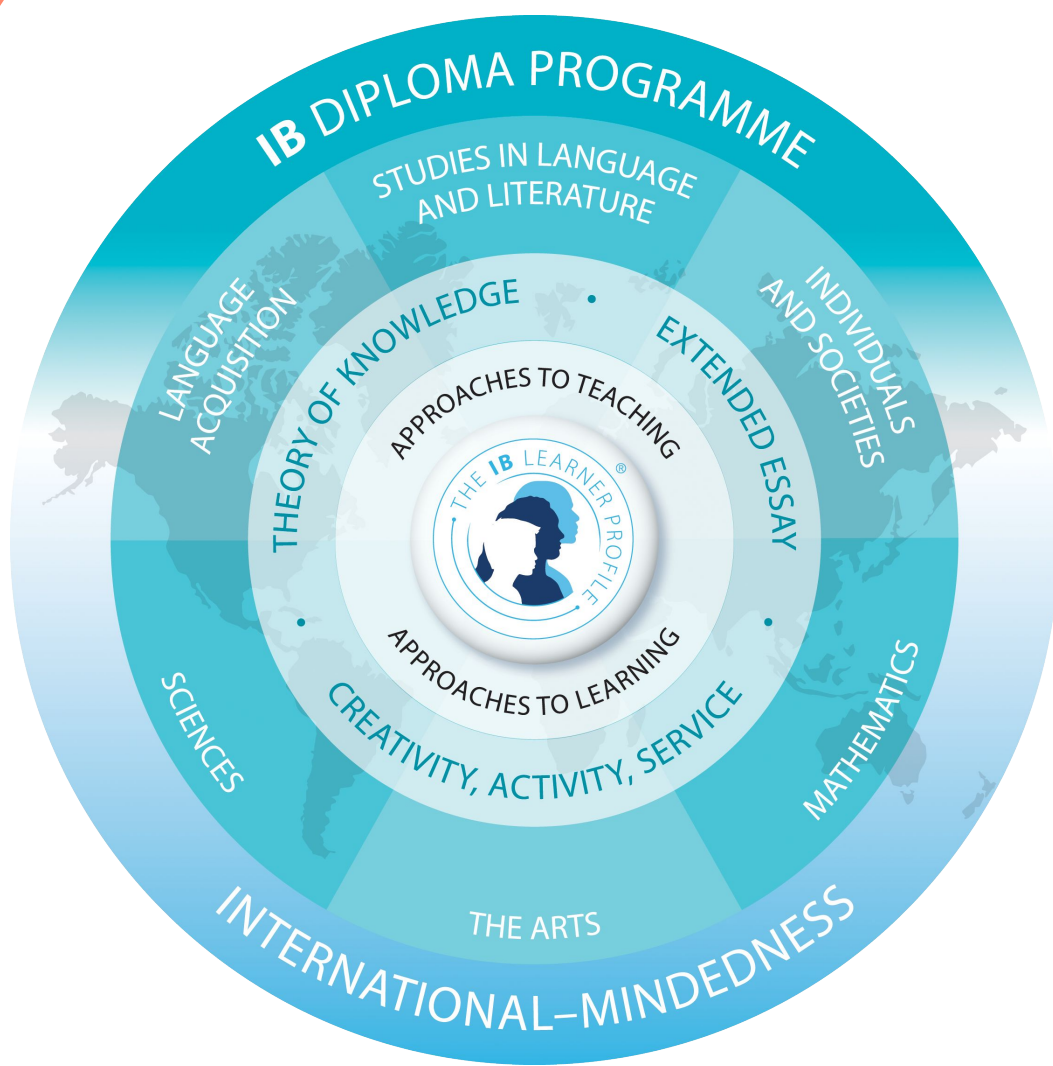 IB DIPLOMA PROGRAMME
STUDIES IN LANGUAGE
AND LITERATURE
LANGUAGE
ACQUISITION
INDIVIDUALS
AND SOCIETIES
THEORY OF KNOWLEDGE
•
EXTENDED ESSAY
•
APPROACHES TO TEACHING
THE IB LEARNER PROFILE
®
APPROACHES TO LEARNING
•
CREATIVITY, ACTIVITY, SERVICE
SCIENCES
MATHEMATICS
THE ARTS
INTERNATIONAL–MINDEDNESS